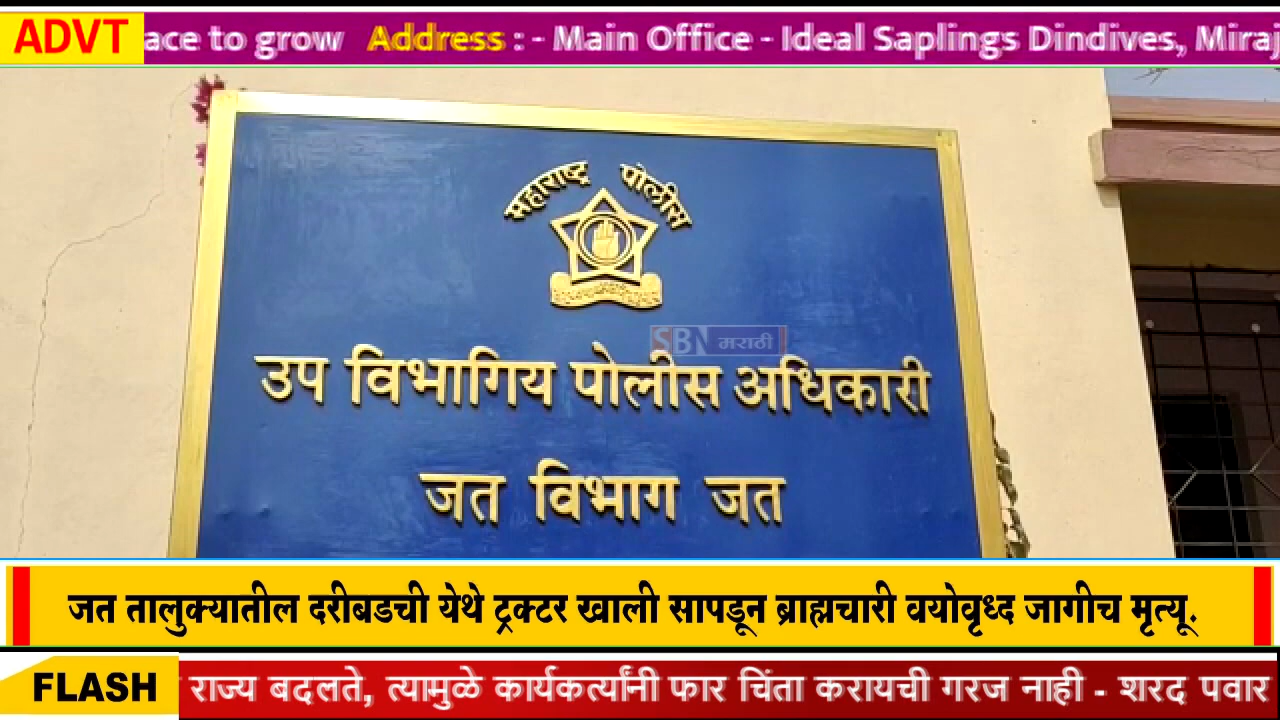 ADVT
ace to grow Address : - Main Office - Ideal Saplings Dindives, Miraj
महाराष्ट्र पोलीस
SBN मराठी
उप विभागिय पोलीस अधिकारी
जत विभाग जत
जत तालुक्यातील दरीबडची येथे ट्रक्टर खाली सापडून ब्राह्मचारी वयोवृध्द जागीच मृत्यू.
FLASH
राज्य बदलते, त्यामुळे कार्यकर्त्यांनी फार चिंता करायची गरज नाही - शरद पवार